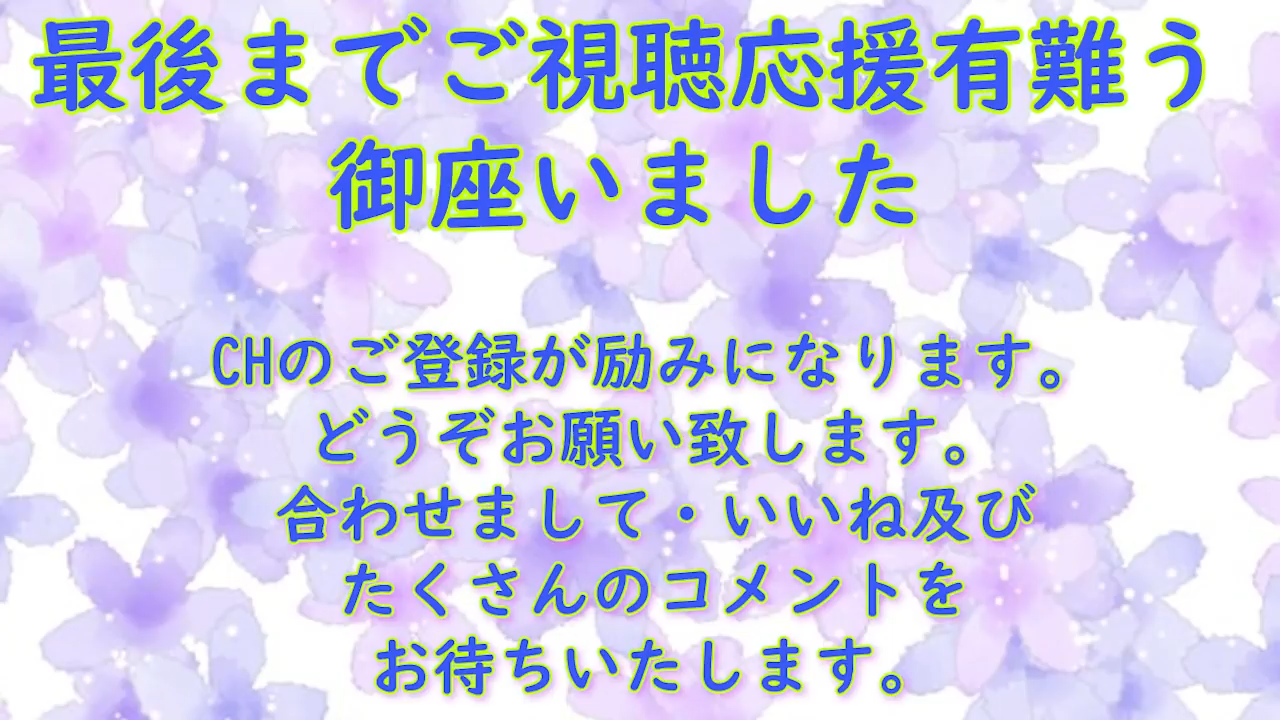 最後までご視聴応援有難う
御座いました
CHのご登録が励みになります。
どうぞお願い致します。
合わせまして・いいね及び
たくさんのコメントを
お待ちいたします。